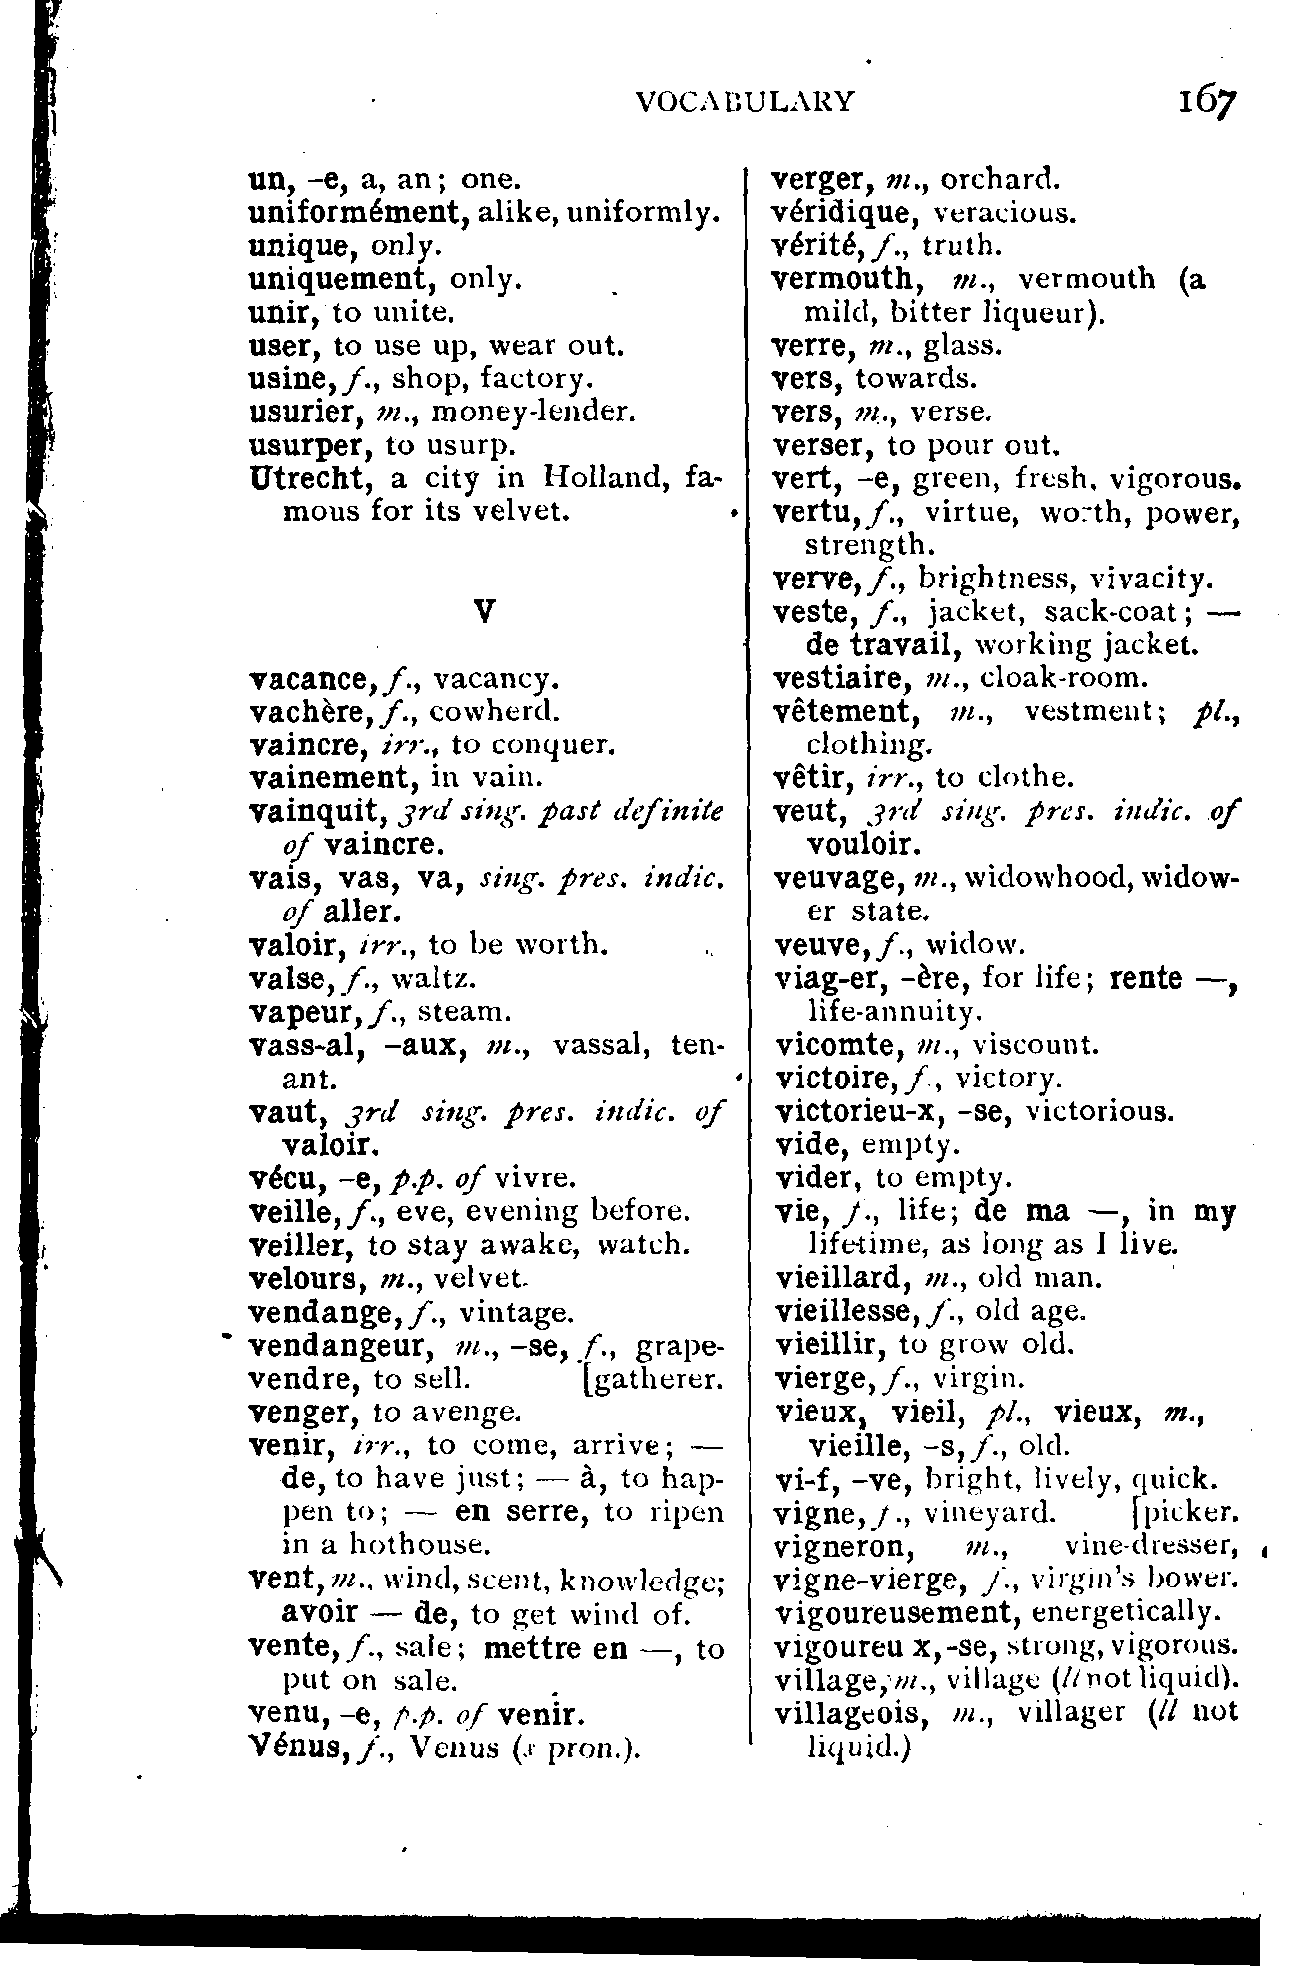 VOCABULARY
167
un, –e, a, an; one.
uniformément, alike, uniformly.
unique, only.
uniquement, only.
unir, to unite.
user, to use up, wear out.
usine, f., shop, factory.
usurier, m., money-lender.
usurper, to usurp.
Utrecht, a city in Holland, fa-
mous for its velvet.
V
vacance, f., vacancy.
vachère, f., cowherd.
vaincre, irr., to conquer.
vainement, in vain.
vainquit, 3rd sing. past definite
of vaincre.
vais, vas, va, sing. pres. indic.
of aller.
valoir, irr., to be worth.
valse, f., waltz.
vapeur, f., steam.
vass-al, –aux, m., vassal, ten-
ant.
vaut, 3rd sing. pres. indic. of
valoir.
vécu, –e, p.p. of vivre.
veille, f., eve, evening before.
veiller, to stay awake, watch.
velours, m., velvet.
vendange, f., vintage.
vendangeur, m., –se, f., grape-
vendre, to sell. [gatherer.
venger, to avenge.
venir, irr., to come, arrive; —
de, to have just; — à, to hap-
pen to; — en serre, to ripen
in a hothouse.
vent, m., wind, scent, knowledge;
avoir — de, to get wind of.
vente, f., sale; mettre en —, to
put on sale.
venu, –e, p.p. of venir.
Vénus, f., Venus (s pron.).
verger, m., orchard.
véridique, veracious.
vérité, f., truth.
vermouth, m., vermouth (a
mild, bitter liqueur).
verre, m., glass.
vers, towards.
vers, m., verse.
verser, to pour out.
vert, –e, green, fresh, vigorous.
vertu, f., virtue, worth, power,
strength.
verve, f., brightness, vivacity.
veste, f., jacket, sack-coat; —
de travail, working jacket.
vestiaire, m., cloak-room.
vêtement, m., vestment; pl.,
clothing.
vêtir, irr., to clothe.
veut, 3rd sing. pres. indic. of
vouloir.
veuvage, m., widowhood, widow-
er state.
veuve, f., widow.
viag-er, –ère, for life; rente —,
life-annuity.
vicomte, m., viscount.
victoire, f., victory.
victorieu-x, –se, victorious.
vide, empty.
vider, to empty.
vie, f., life; de ma —, in my
lifetime, as long as I live.
vieillard, m., old man.
vieillesse, f., old age.
vieillir, to grow old.
vierge, f., virgin.
vieux, vieil, pl., vieux, m.,
vieille, –s, f., old.
vi-f, –ve, bright, lively, quick.
vigne, f., vineyard. [picker.
vigneron, m., vine-dresser,
vigne-vierge, f., virgin's bower.
vigoureusement, energetically.
vigoureu x, -se, strong, vigorous.
village, m., village (ll not liquid).
villageois, m., villager (ll not
liquid.)